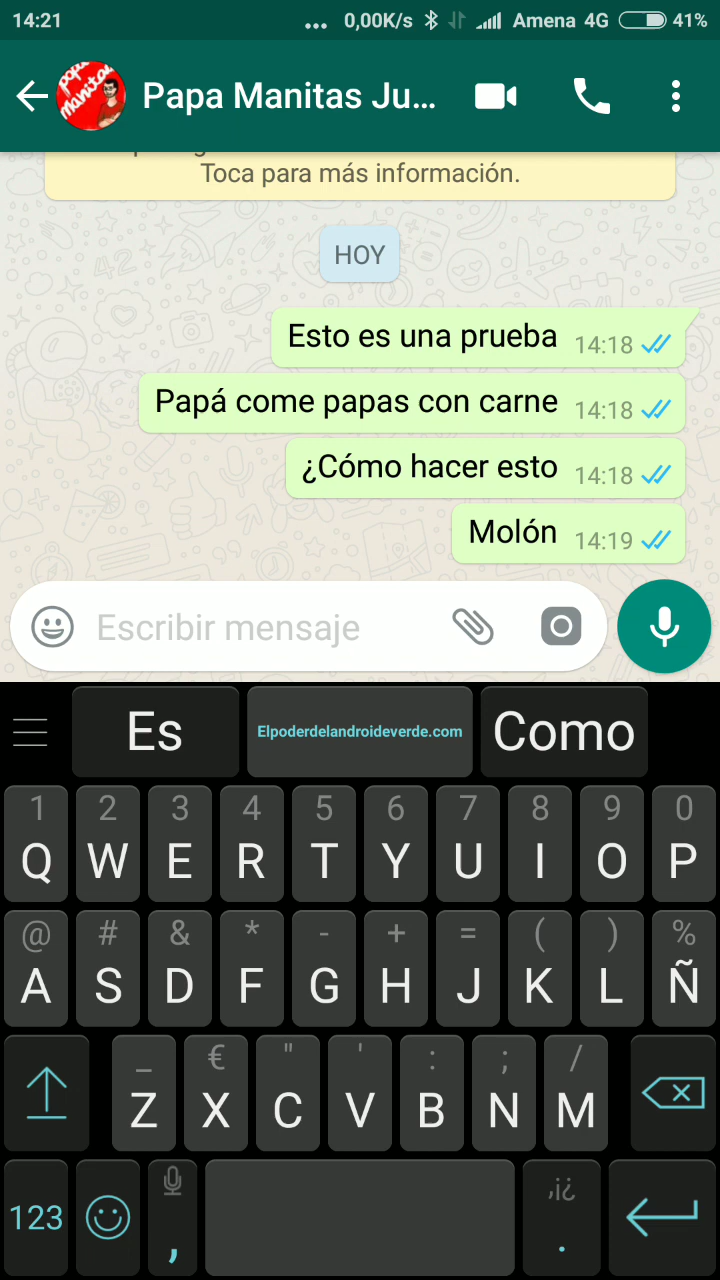 14:21 ... 0,00K/s Amena 4G 41%
papa
Manitas
Papa Manitas Ju...
Toca para más información.
HOY
Esto es una prueba 14:18
Papá come papas con carne 14:18
¿Cómo hacer esto 14:18
Molón 14:19
Escribir mensaje
Es Elpoderdelandroideverde.com Como
1 2 3 4 5 6 7 8 9 0
Q W E R T Y U I O P
@ # & * - + = ( ) %
A S D F G H J K L Ñ
_ € " ' : ; /
Z X C V B N M
,¡¿
123 , .